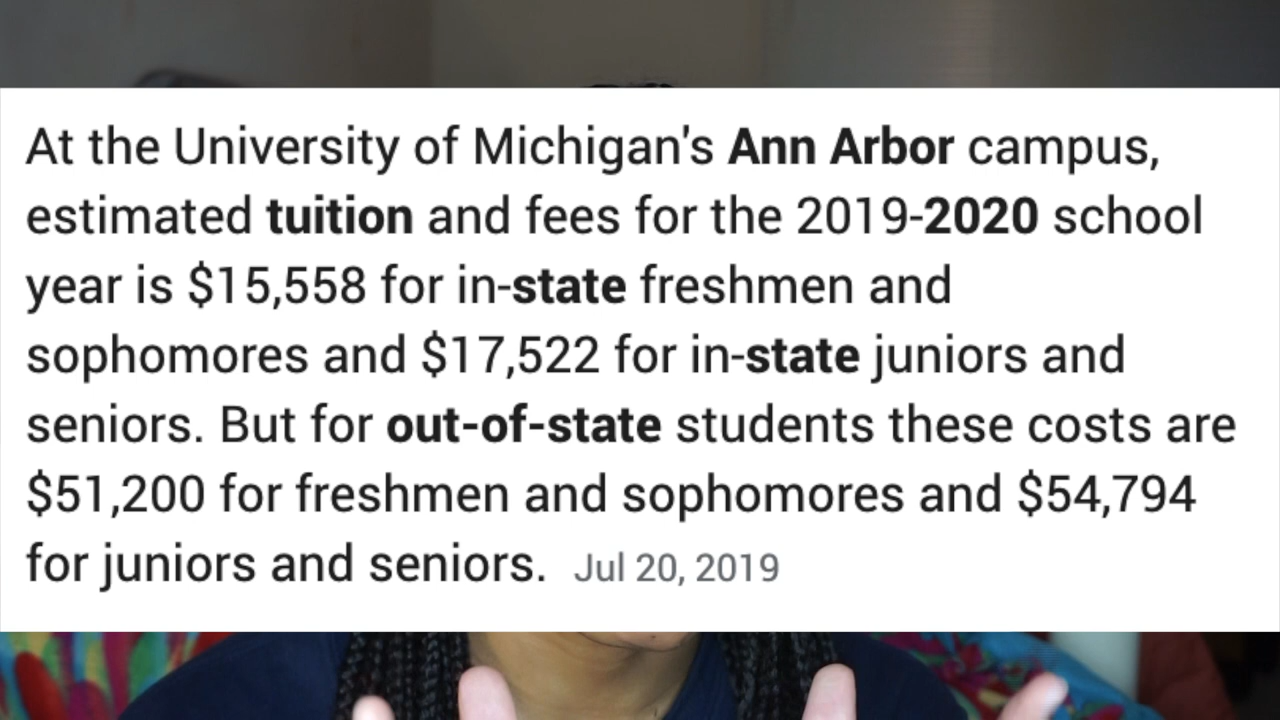 At the University of Michigan's Ann Arbor campus,
estimated tuition and fees for the 2019-2020 school
year is $15,558 for in-state freshmen and
sophomores and $17,522 for in-state juniors and
seniors. But for out-of-state students these costs are
$51,200 for freshmen and sophomores and $54,794
for juniors and seniors. Jul 20, 2019